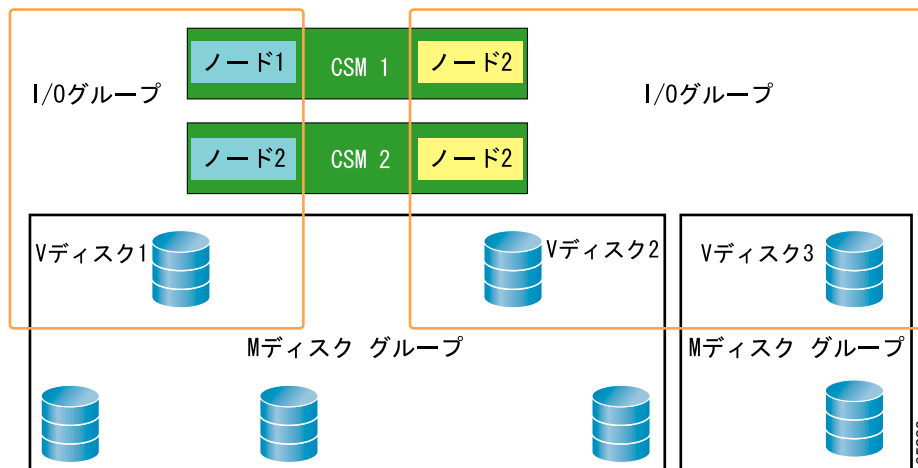 ノード1 CSM 1 ノード2
I/Oグループ I/Oグループ
ノード2 CSM 2 ノード2
Vディスク1 Vディスク2 Vディスク3
Mディスク グループ Mディスク グループ